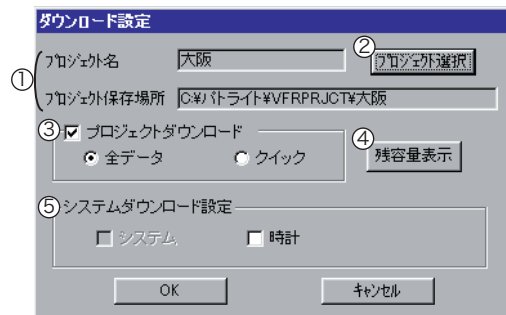 ダウンロード設定
① ﾌﾟﾛｼﾞｪｸﾄ名 大阪 ② ﾌﾟﾛｼﾞｪｸﾄ選択
ﾌﾟﾛｼﾞｪｸﾄ保存場所 C:¥パトライト¥VFRPRJCT¥大阪
③ プロジェクトダウンロード
全データ クイック ④ 残容量表示
⑤ システムダウンロード設定
システム 時計
OK ｷｬﾝｾﾙ